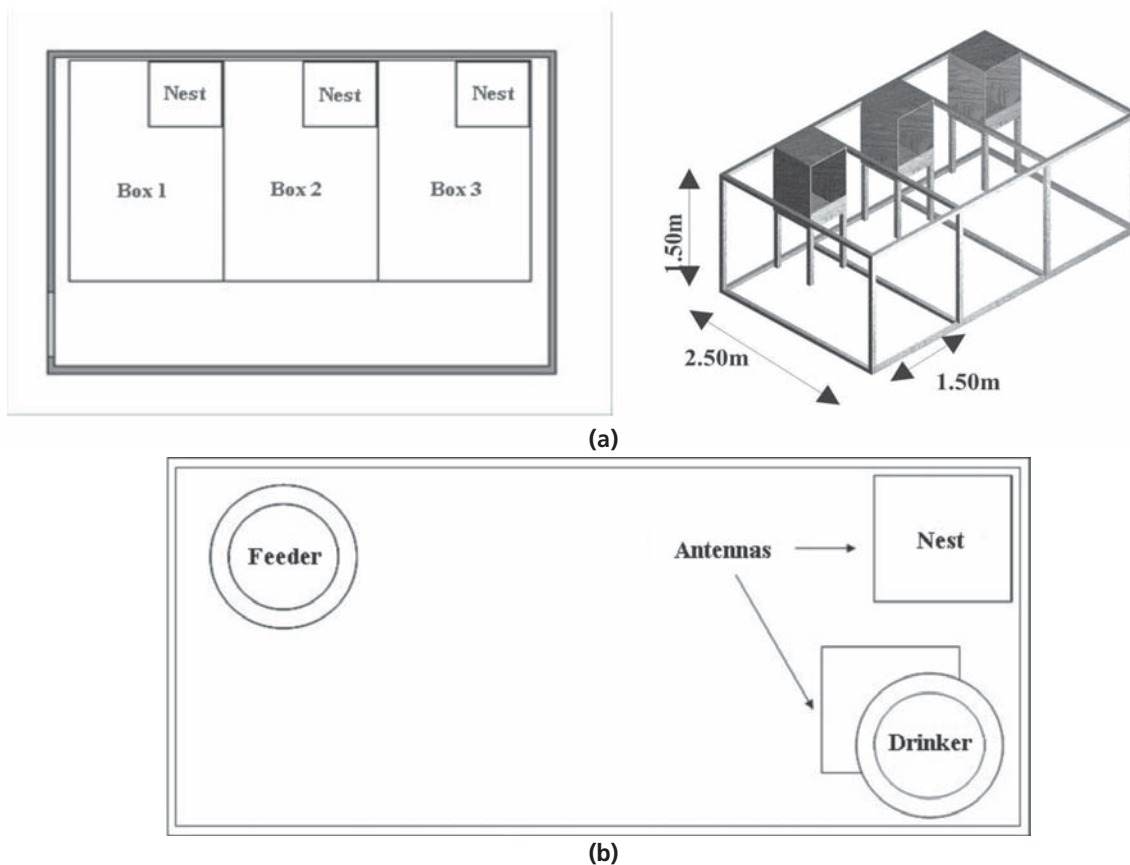 Nest
Nest
Nest
Box 1
Box 2
Box 3
1.50m
2.50m
1.50m
(a)
Feeder
Antennas
Nest
Drinker
(b)